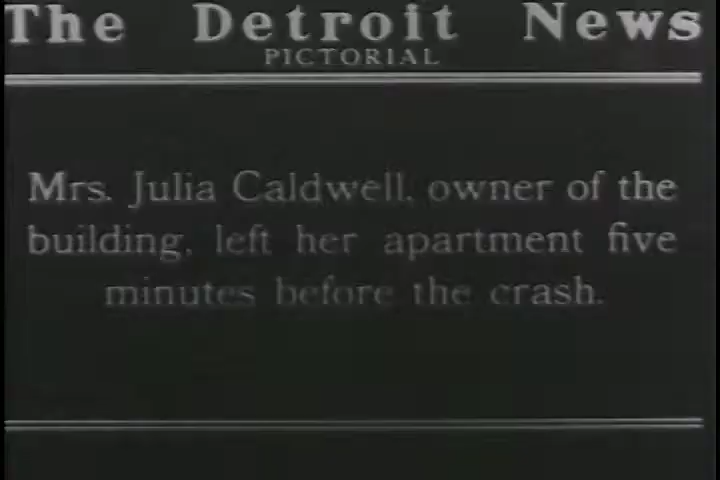 The Detroit News
PICTORIAL
Mrs. Julia Caldwell, owner of the
building, left her apartment five
minutes before the crash.